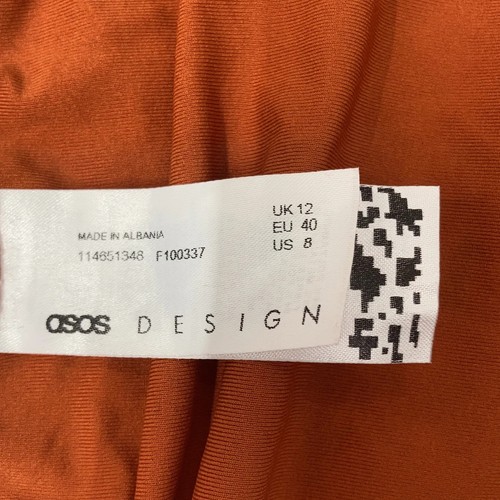 UK 12
EU 40
US 8
MADE IN ALBANIA
114651348 F100337
asos DESIGN